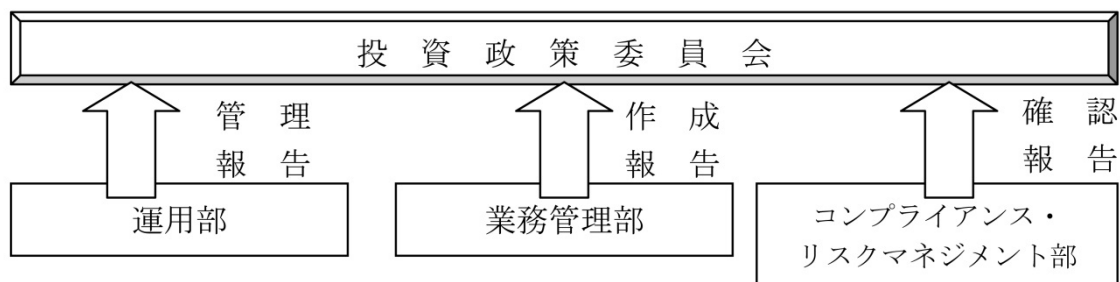 投資政策委員会
管理
報告
作成
報告
確認
報告
運用部
業務管理部
コンプライアンス・
リスクマネジメント部